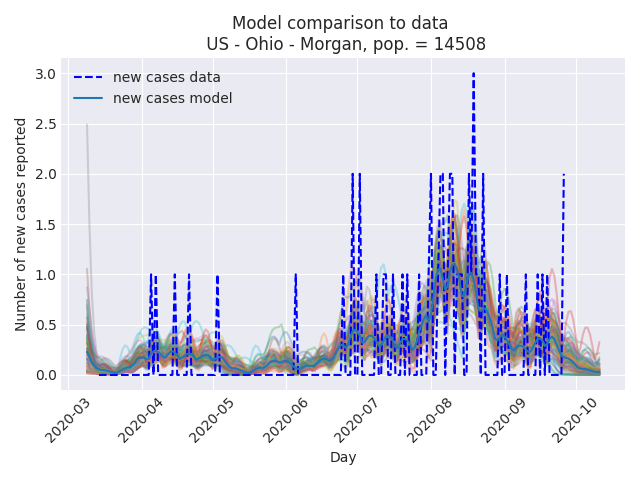 Model comparison to data
US - Ohio - Morgan, pop. = 14508
new cases data
new cases model
Number of new cases reported
3.0
2.5
2.0
1.5
1.0
0.5
0.0
2020-03
2020-04
2020-05
2020-06
2020-07
2020-08
2020-09
2020-10
Day